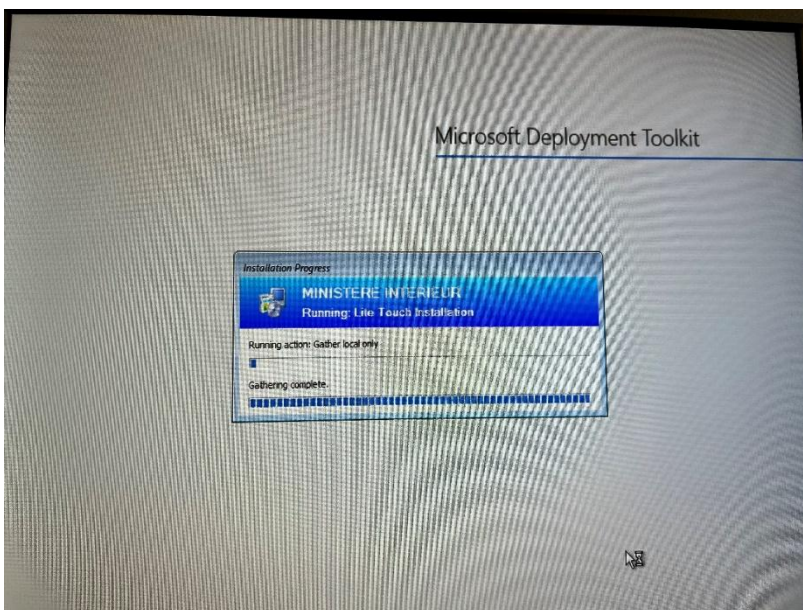 Microsoft Deployment Toolkit
Installation Progress
MINISTERE INTERIEUR
Running: Lite Touch Installation
Running action: Gather local only
Gathering complete.